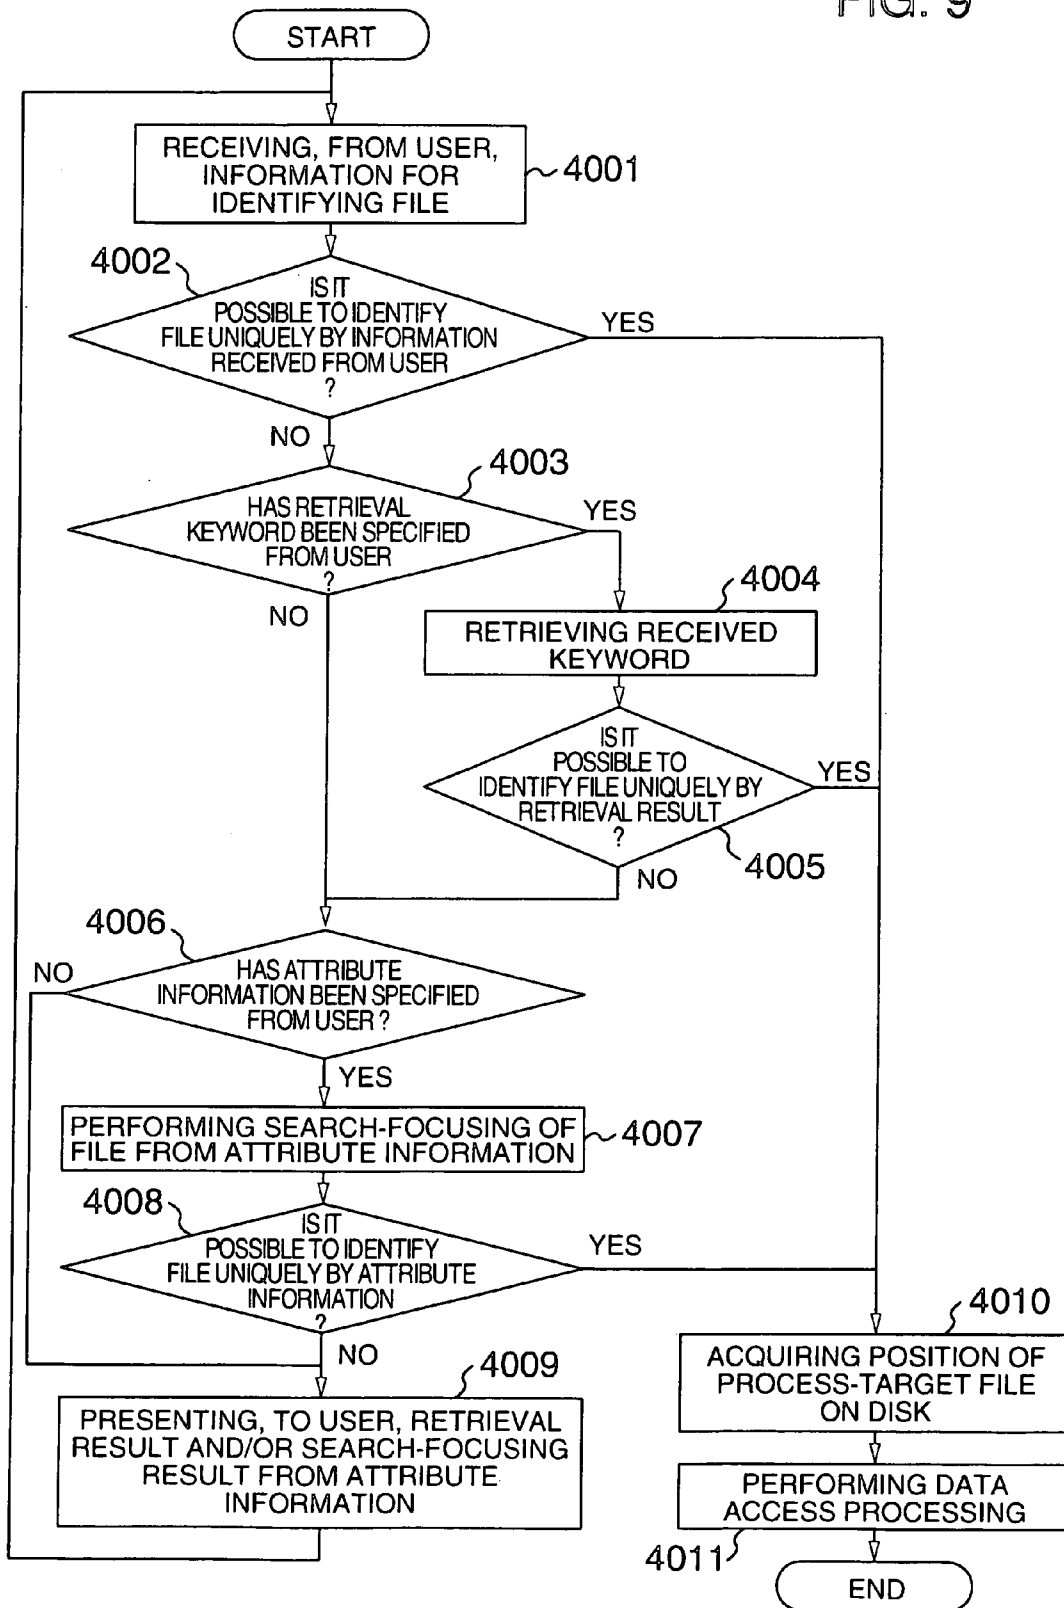 FIG. 9
START
RECEIVING, FROM USER,
INFORMATION FOR
IDENTIFYING FILE
4001
4002
IS IT
POSSIBLE TO IDENTIFY
FILE UNIQUELY BY INFORMATION
RECEIVED FROM USER
?
YES
NO
4003
HAS RETRIEVAL
KEYWORD BEEN SPECIFIED
FROM USER
?
YES
NO
4004
RETRIEVING RECEIVED
KEYWORD
IS IT
POSSIBLE TO
IDENTIFY FILE UNIQUELY BY
RETRIEVAL RESULT
?
YES
4005
NO
4006
NO
HAS ATTRIBUTE
INFORMATION BEEN SPECIFIED
FROM USER ?
YES
PERFORMING SEARCH-FOCUSING OF
FILE FROM ATTRIBUTE INFORMATION
4007
4008
IS IT
POSSIBLE TO IDENTIFY
FILE UNIQUELY BY ATTRIBUTE
INFORMATION
?
YES
NO
4009
PRESENTING, TO USER, RETRIEVAL
RESULT AND/OR SEARCH-FOCUSING
RESULT FROM ATTRIBUTE
INFORMATION
4010
ACQUIRING POSITION OF
PROCESS-TARGET FILE
ON DISK
PERFORMING DATA
ACCESS PROCESSING
4011
END